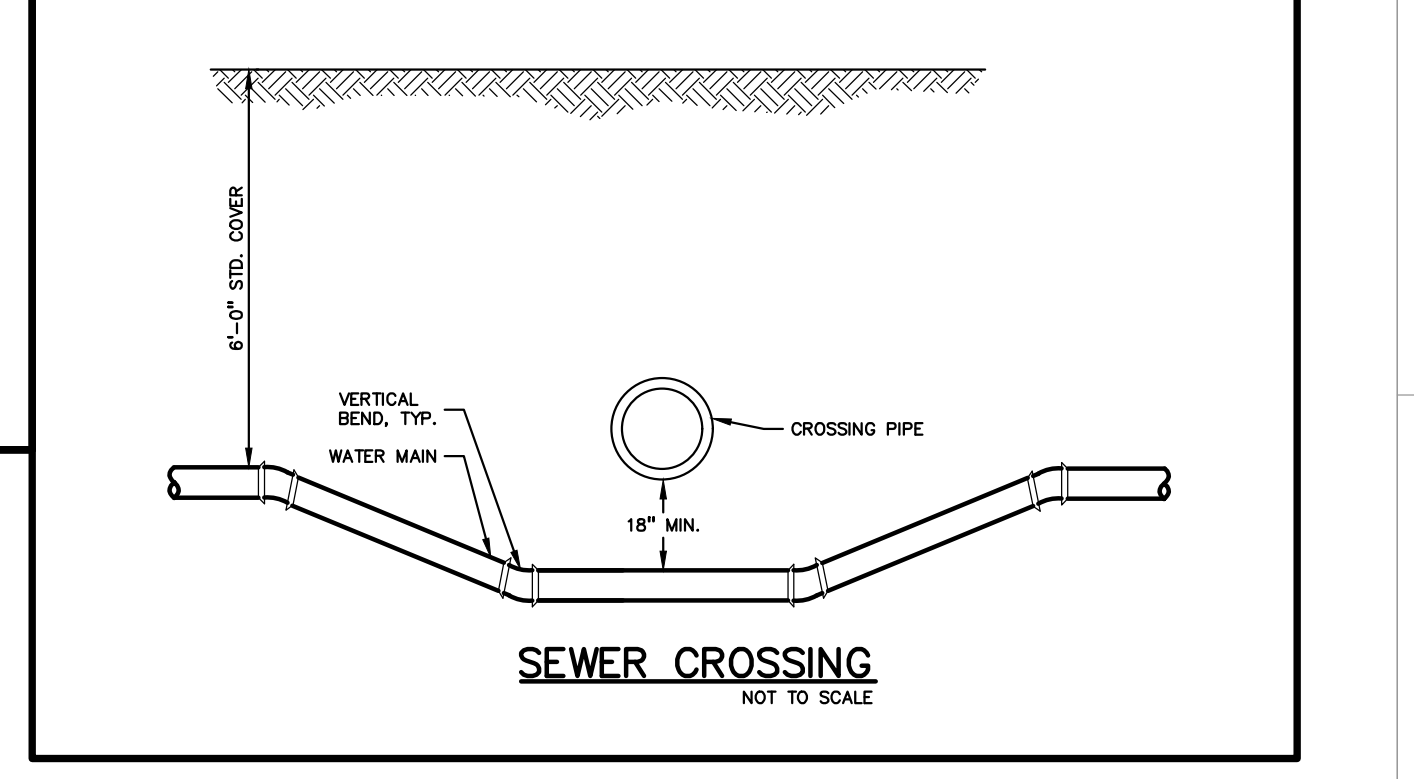 6'-0" STD. COVER
VERTICAL
BEND, TYP.
WATER MAIN
CROSSING PIPE
18" MIN.
SEWER CROSSING
NOT TO SCALE